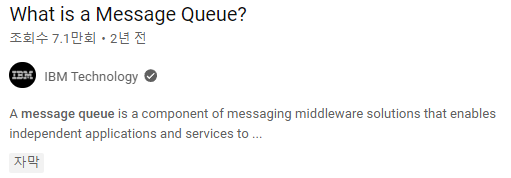 What is a Message Queue?
조회수 7.1만회 • 2년 전
IBM
IBM Technology
A message queue is a component of messaging middleware solutions that enables
independent applications and services to ...
자막